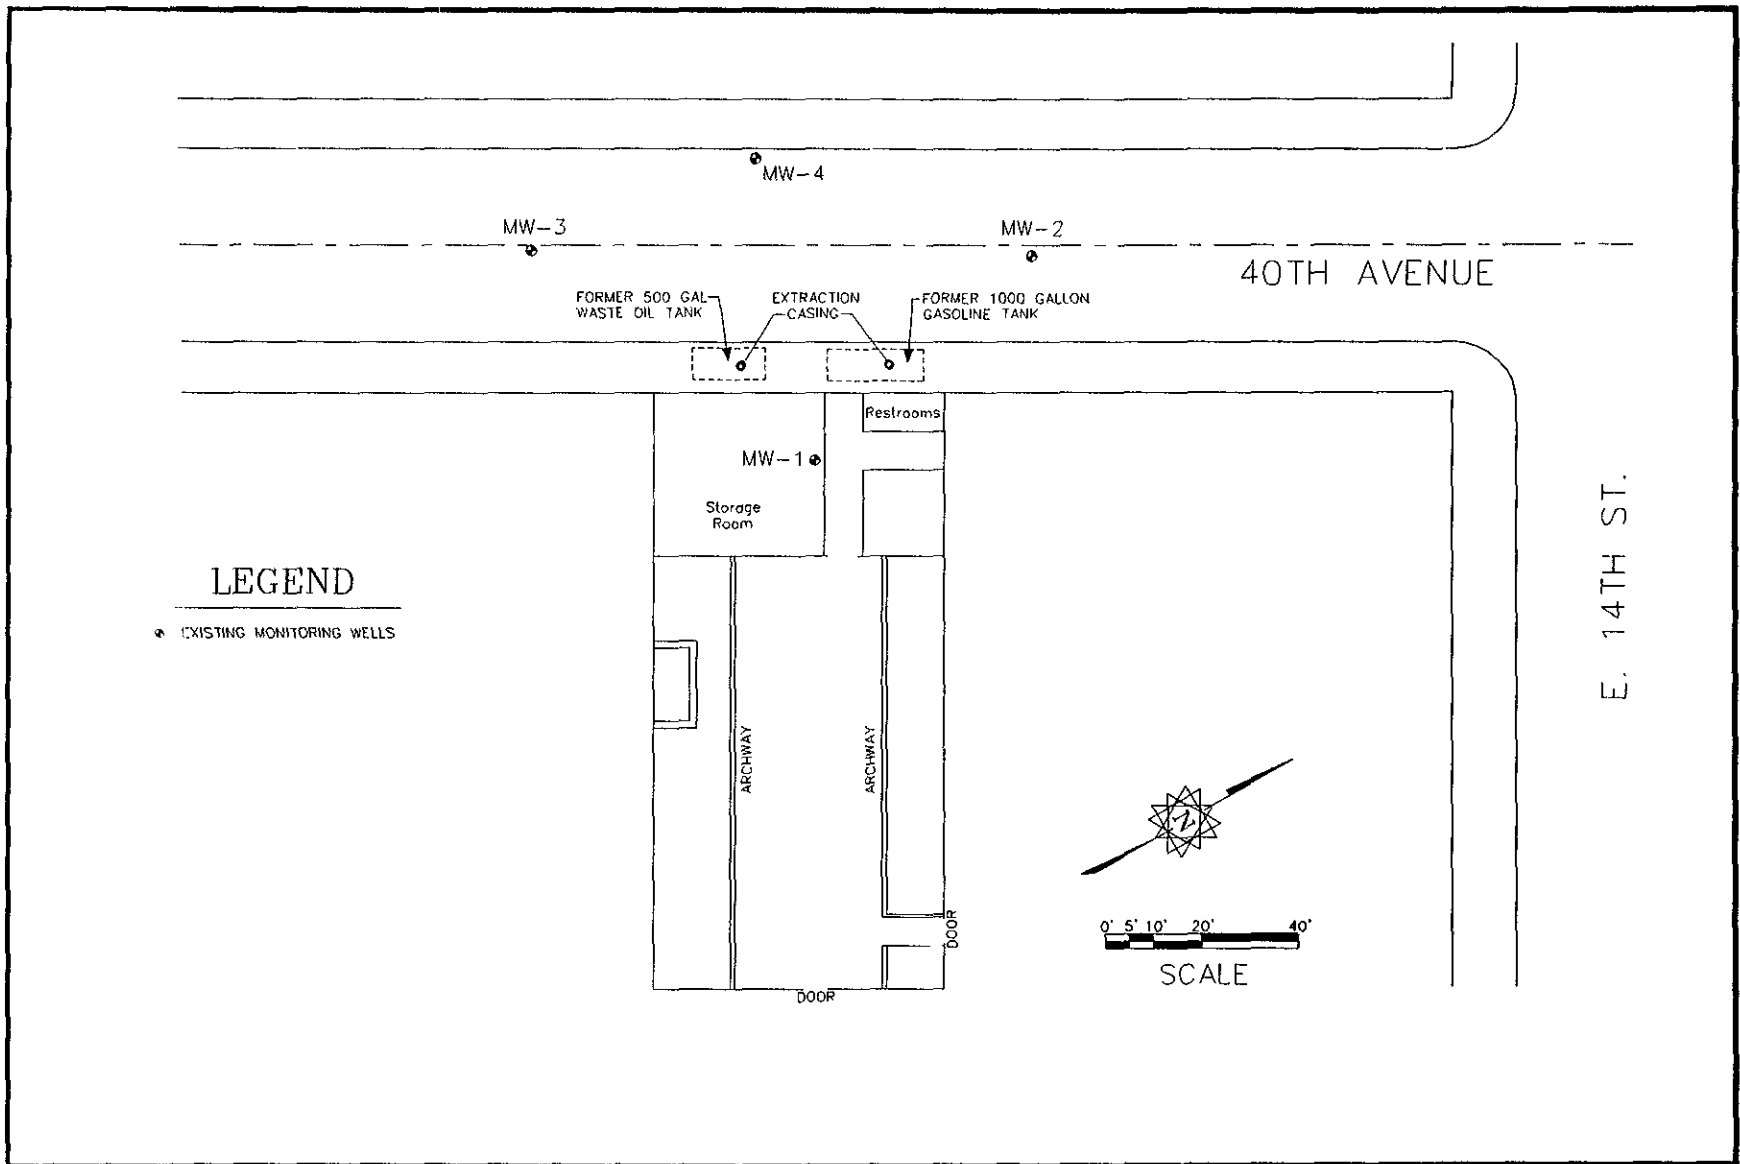 MW-4
MW-3
MW-2
40TH AVENUE
FORMER 500 GAL
WASTE OIL TANK
EXTRACTION
CASING
FORMER 1000 GALLON
GASOLINE TANK
Restrooms
MW-1
Storage
Room
E. 14TH ST.
LEGEND
EXISTING MONITORING WELLS
ARCHWAY
ARCHWAY
N
DOOR
DOOR
0' 5' 10' 20' 40'
SCALE